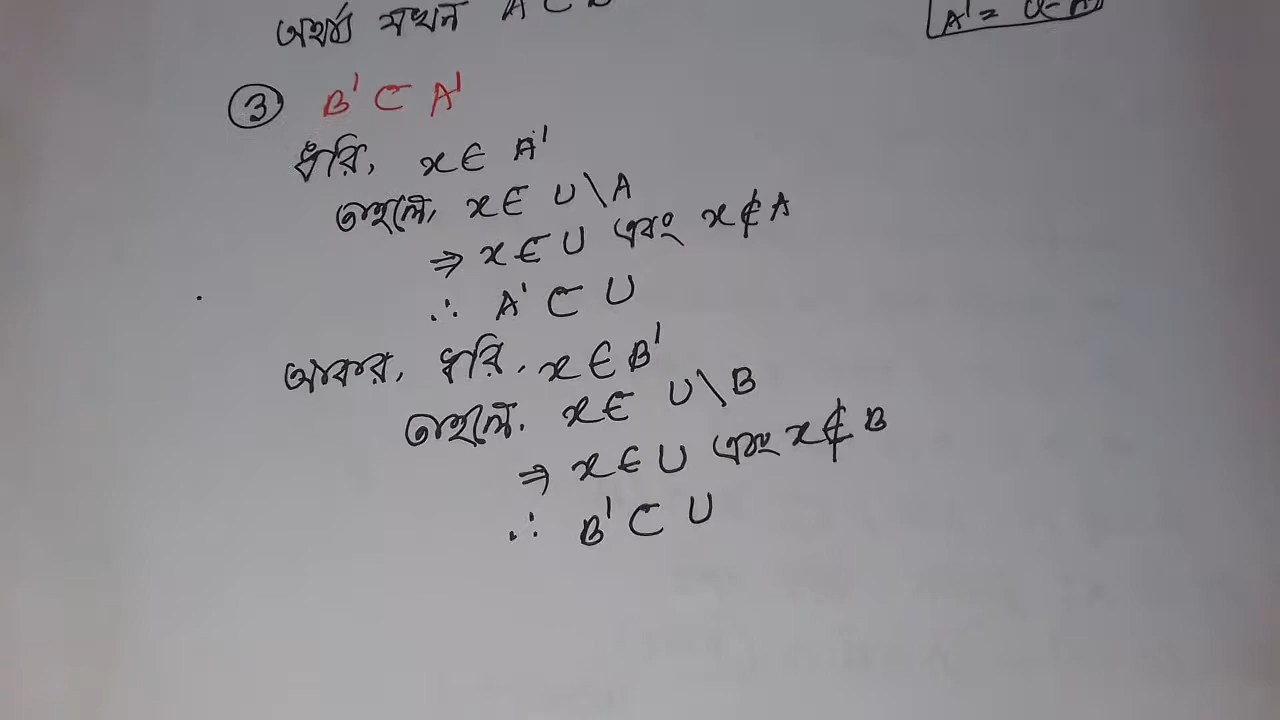 অর্থাৎ যখন A ⊂ B
A' = U - A
③ B' ⊂ A'
ধরি, x ∈ A'
তাহলে, x ∈ U \ A
⇒ x ∈ U এবং x ∉ A
∴ A' ⊂ U
আবার, ধরি, x ∈ B'
তাহলে. x ∈ U \ B
⇒ x ∈ U এবং x ∉ B
∴ B' ⊂ U